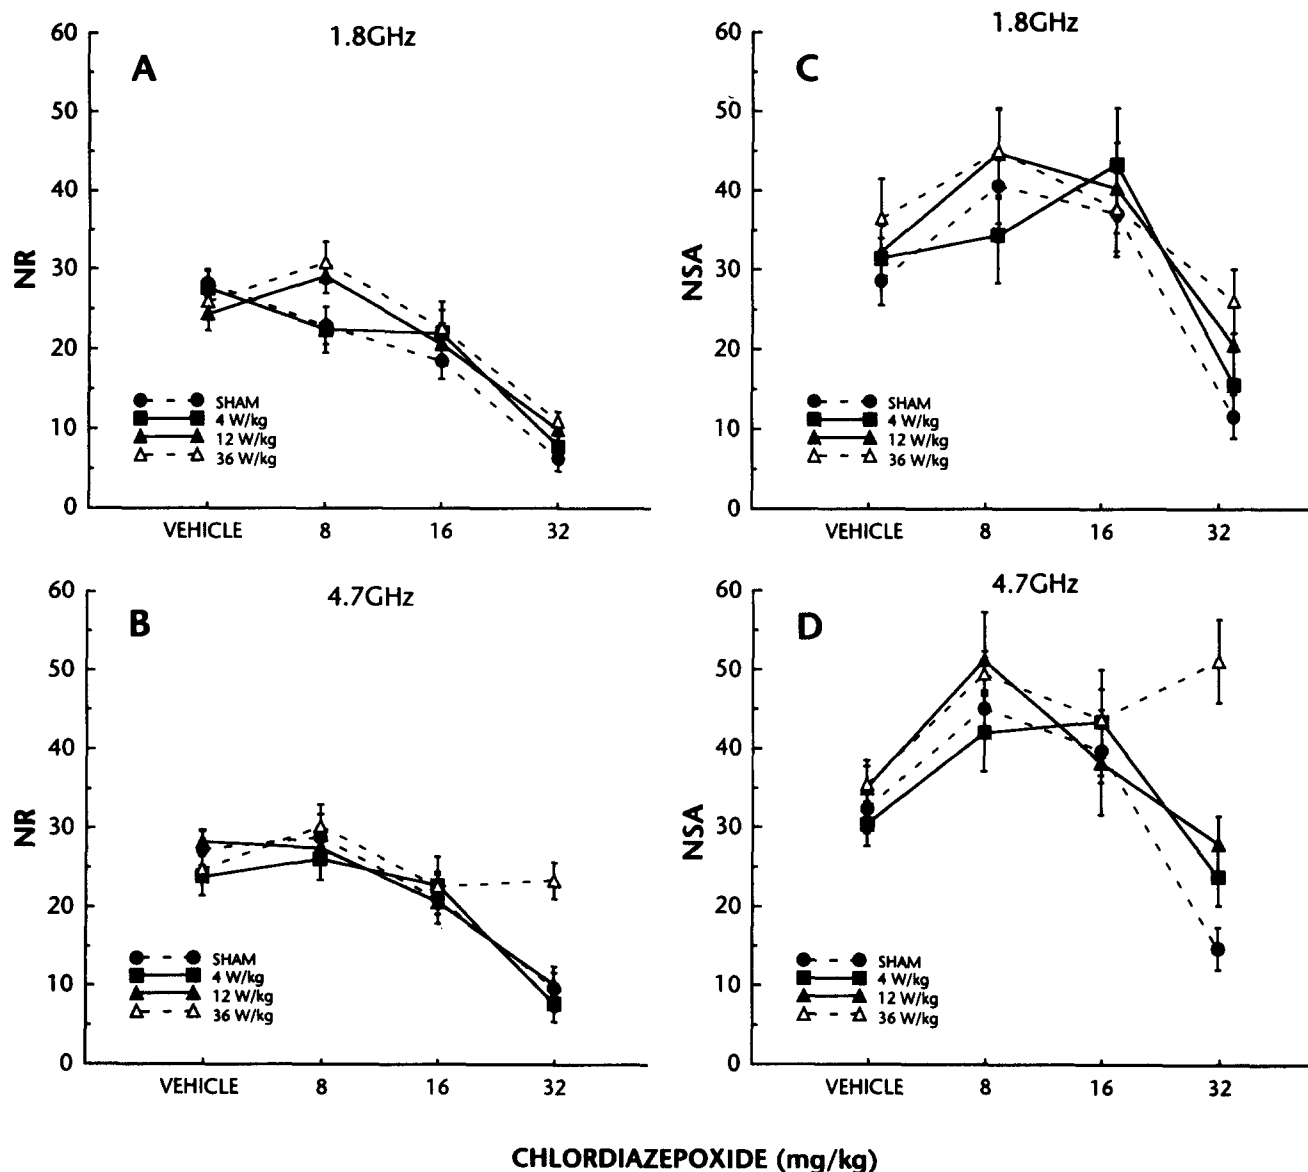 1.8GHz
A
NR
60
50
40
30
20
10
0
SHAM
4 W/kg
12 W/kg
36 W/kg
VEHICLE 8 16 32
1.8GHz
C
NSA
60
50
40
30
20
10
0
SHAM
4 W/kg
12 W/kg
36 W/kg
VEHICLE 8 16 32
4.7GHz
B
NR
60
50
40
30
20
10
0
SHAM
4 W/kg
12 W/kg
36 W/kg
VEHICLE 8 16 32
4.7GHz
D
NSA
60
50
40
30
20
10
0
SHAM
4 W/kg
12 W/kg
36 W/kg
VEHICLE 8 16 32
CHLORDIAZEPOXIDE (mg/kg)